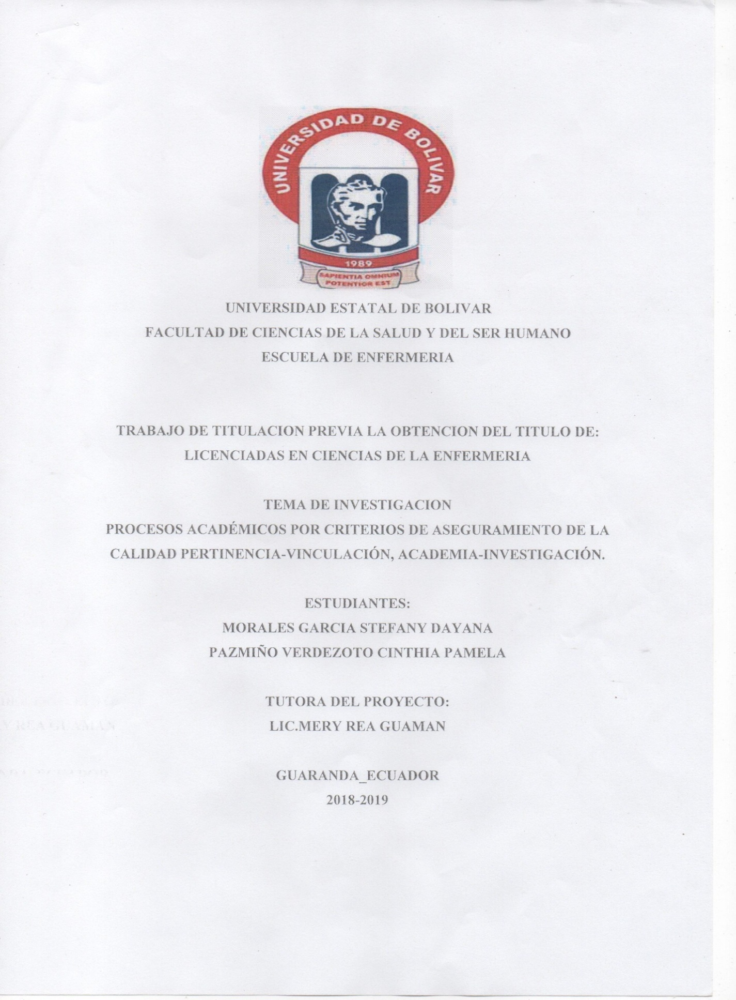 UNIVERSIDAD DE BOLIVAR
1989
SAPIENTIA OMNIUM
POTENTIOR EST
UNIVERSIDAD ESTATAL DE BOLIVAR
FACULTAD DE CIENCIAS DE LA SALUD Y DEL SER HUMANO
ESCUELA DE ENFERMERIA
TRABAJO DE TITULACION PREVIA LA OBTENCION DEL TITULO DE:
LICENCIADAS EN CIENCIAS DE LA ENFERMERIA
TEMA DE INVESTIGACION
PROCESOS ACADÉMICOS POR CRITERIOS DE ASEGURAMIENTO DE LA
CALIDAD PERTINENCIA-VINCULACIÓN, ACADEMIA-INVESTIGACIÓN.
ESTUDIANTES:
MORALES GARCIA STEFANY DAYANA
PAZMIÑO VERDEZOTO CINTHIA PAMELA
TUTORA DEL PROYECTO:
LIC.MERY REA GUAMAN
GUARANDA_ECUADOR
2018-2019